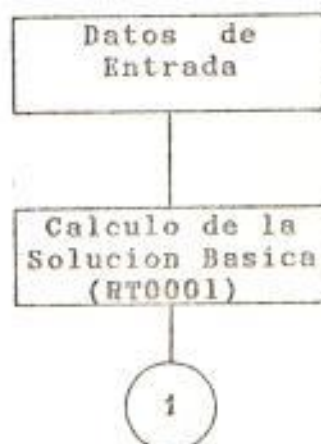 Datos de
Entrada
Calculo de la
Solucion Basica
(RT0001)
1